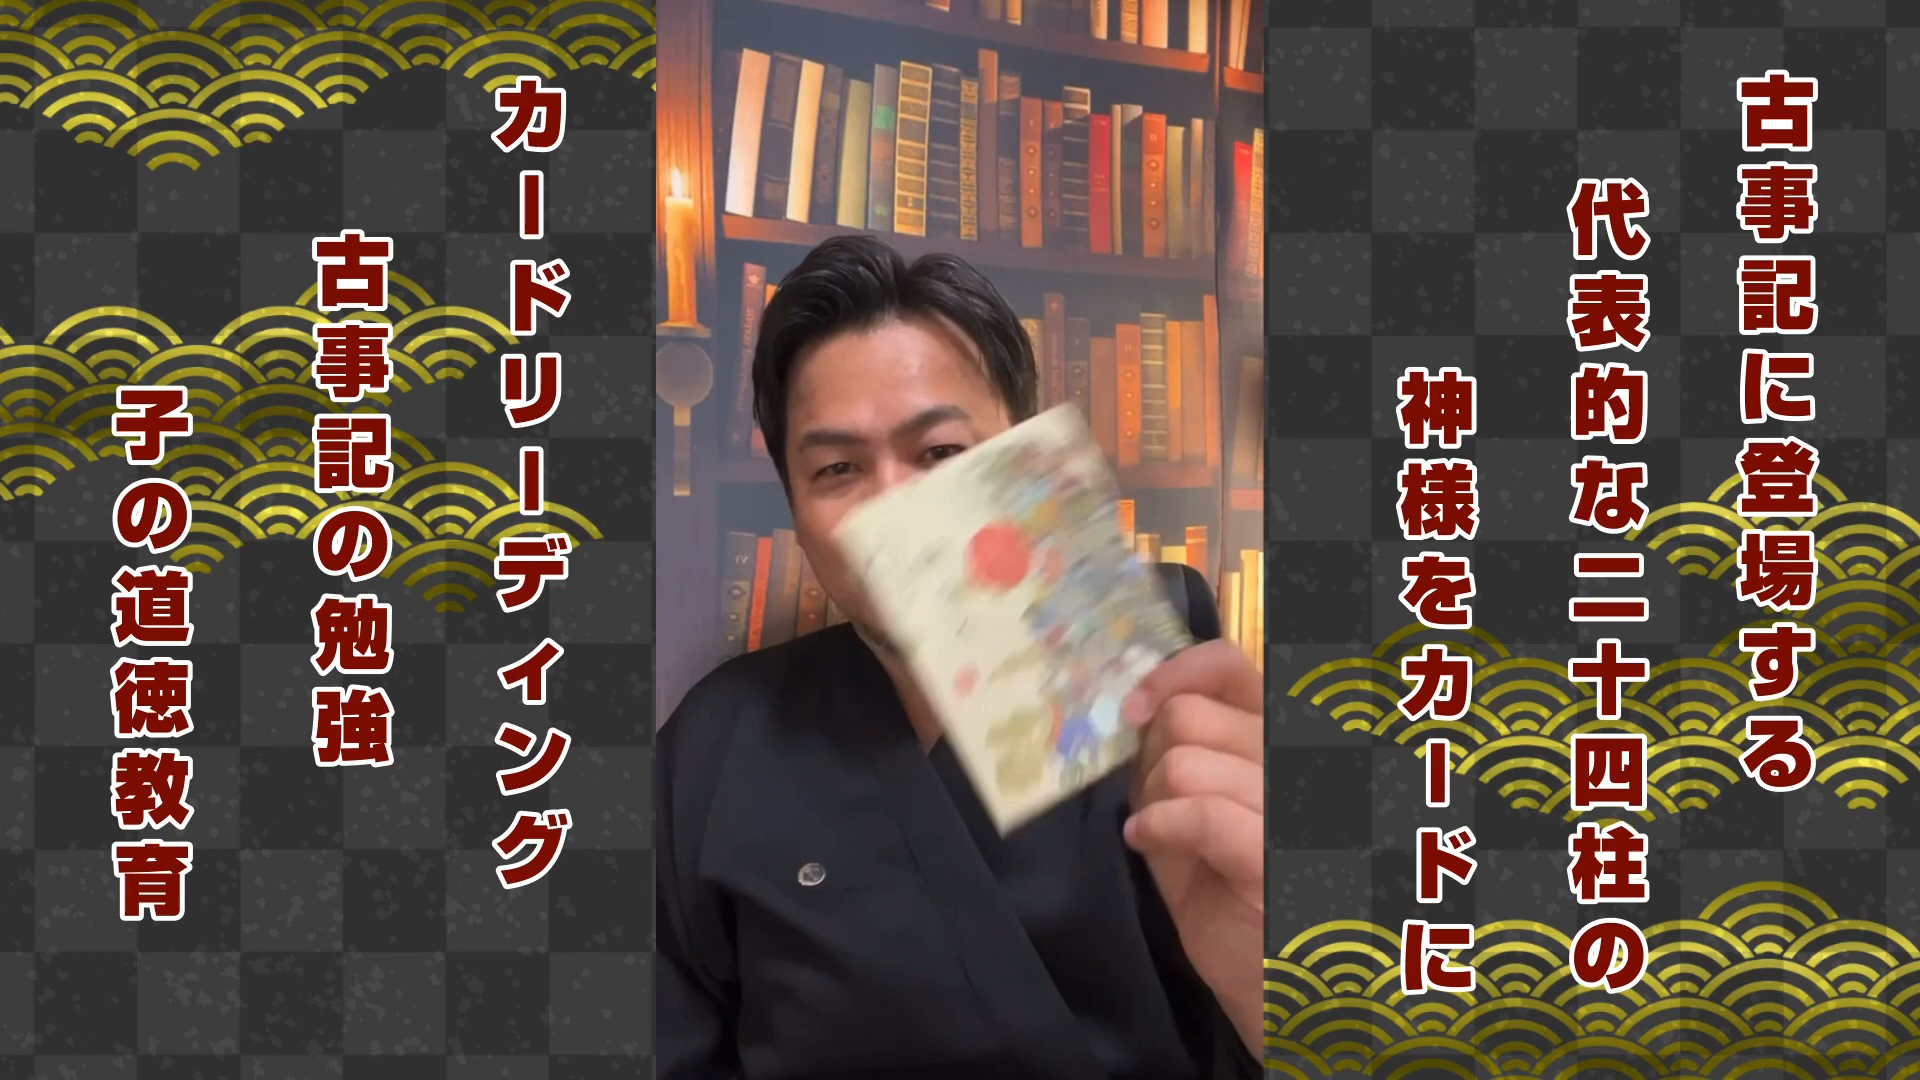 古事記に登場する
代表的な二十四柱の
神様をカードに
カードリーディング
古事記の勉強
子の道徳教育